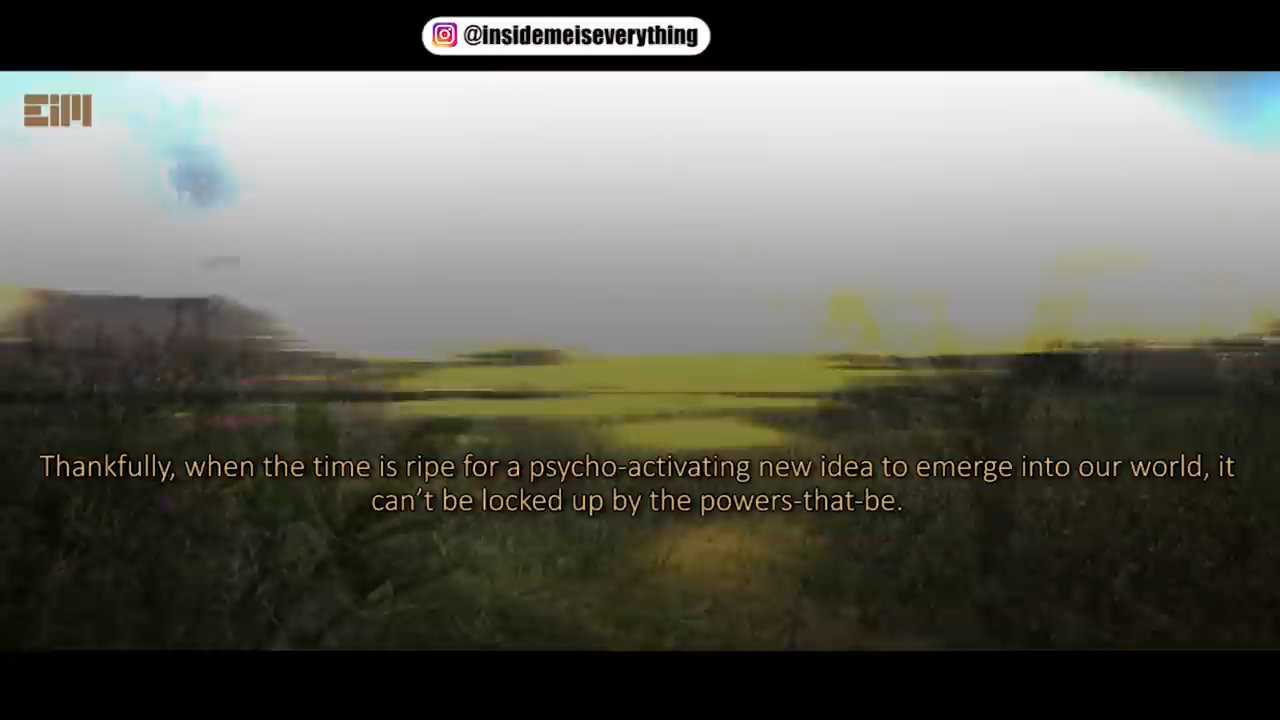 @insidemeiseverything
EiM
Thankfully, when the time is ripe for a psycho-activating new idea to emerge into our world, it
can't be locked up by the powers-that-be.